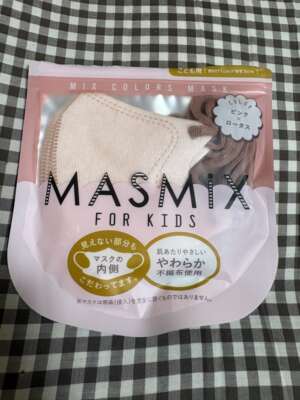 こども用
MIX COLORS MASK
ピンク
×
ロータス
MASMIX
FOR KIDS
見えない部分も
マスクの
内側
こだわってます。
肌あたりやさしい
やわらか
不織布使用